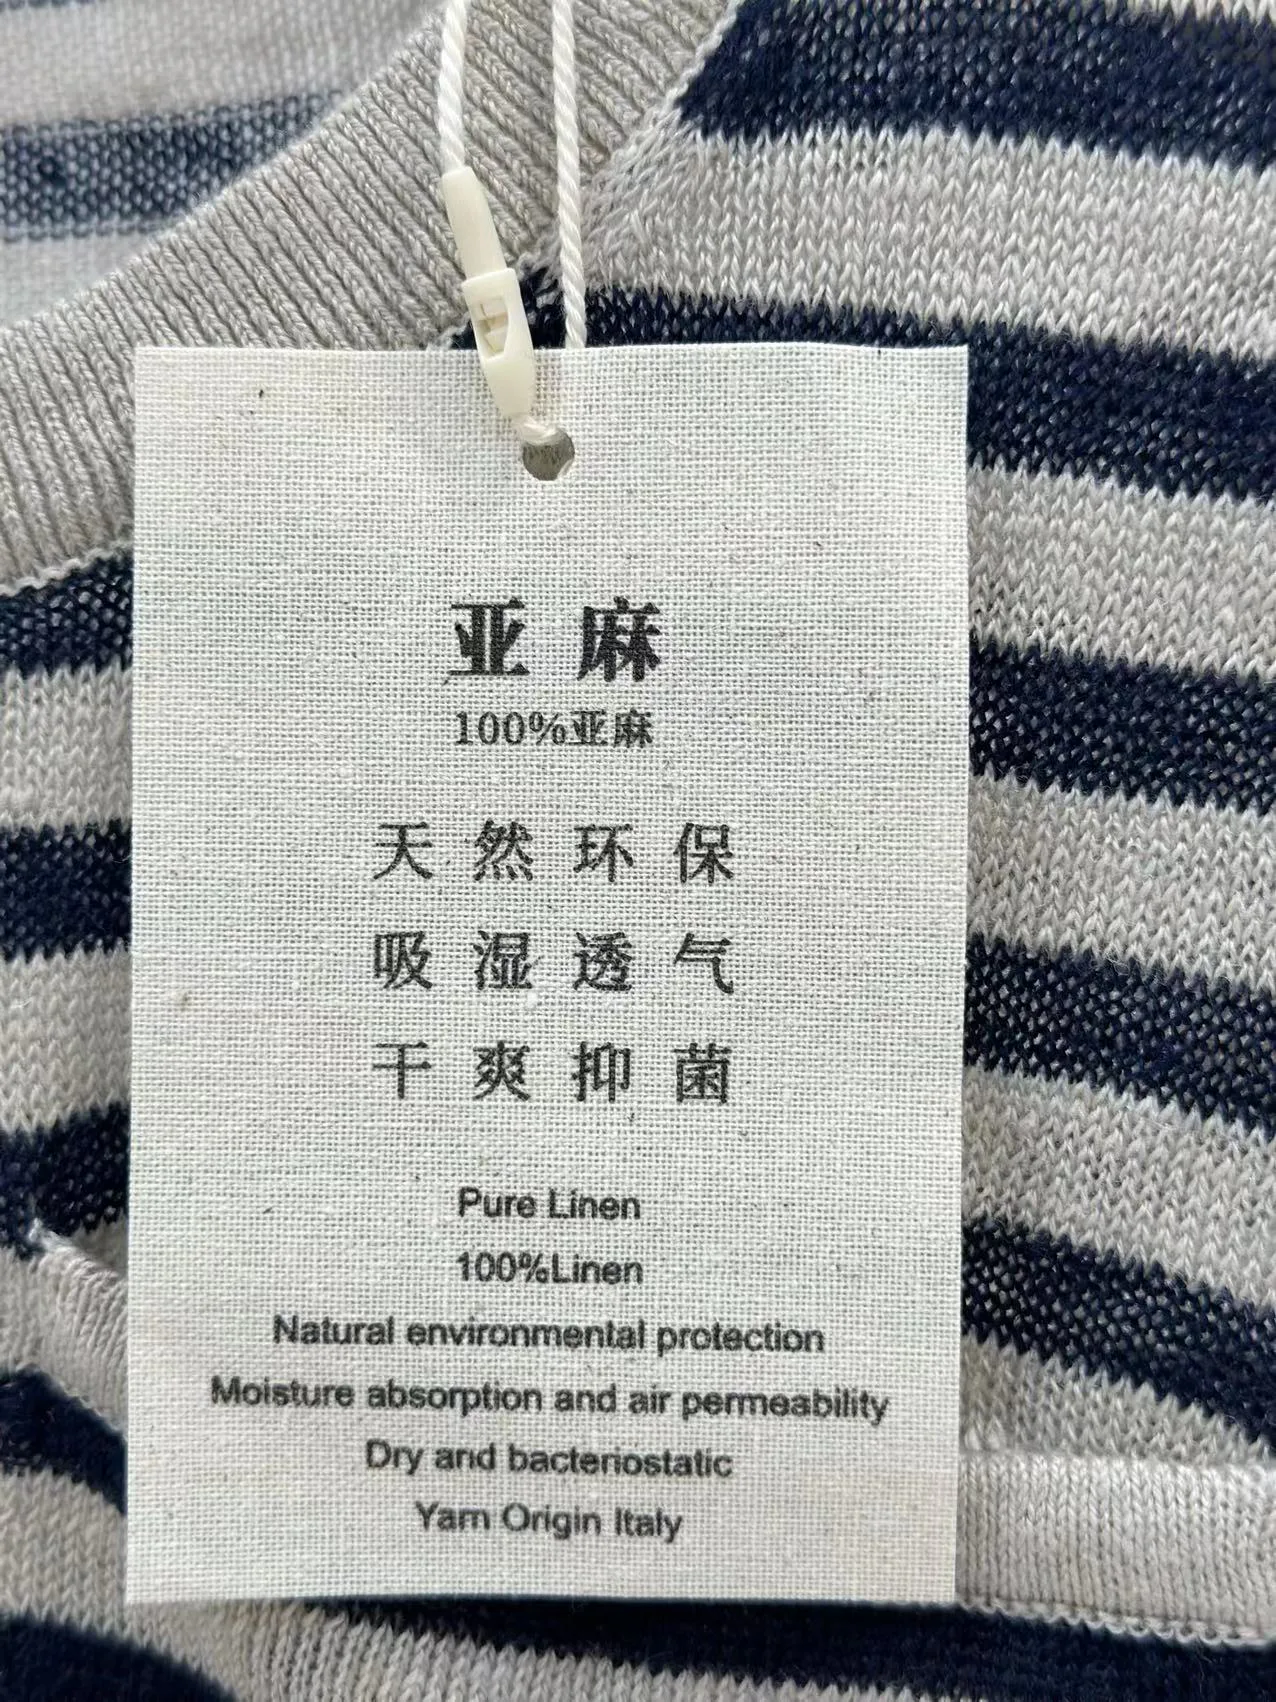 亚麻
100%亚麻
天然环保
吸湿透气
干爽抑菌
Pure Linen
100%Linen
Natural environmental protection
Moisture absorption and air permeability
Dry and bacteriostatic
Yarn Origin Italy